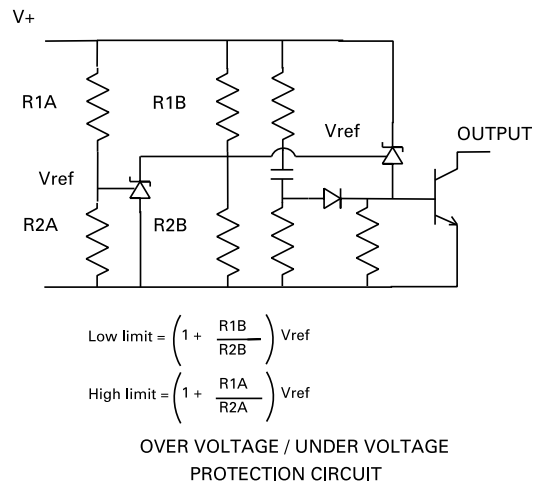 V+
R1A
R1B
Vref
OUTPUT
Vref
R2A
R2B
Low limit = ( 1 + R1B / R2B ) Vref
High limit = ( 1 + R1A / R2A ) Vref
OVER VOLTAGE / UNDER VOLTAGE
PROTECTION CIRCUIT